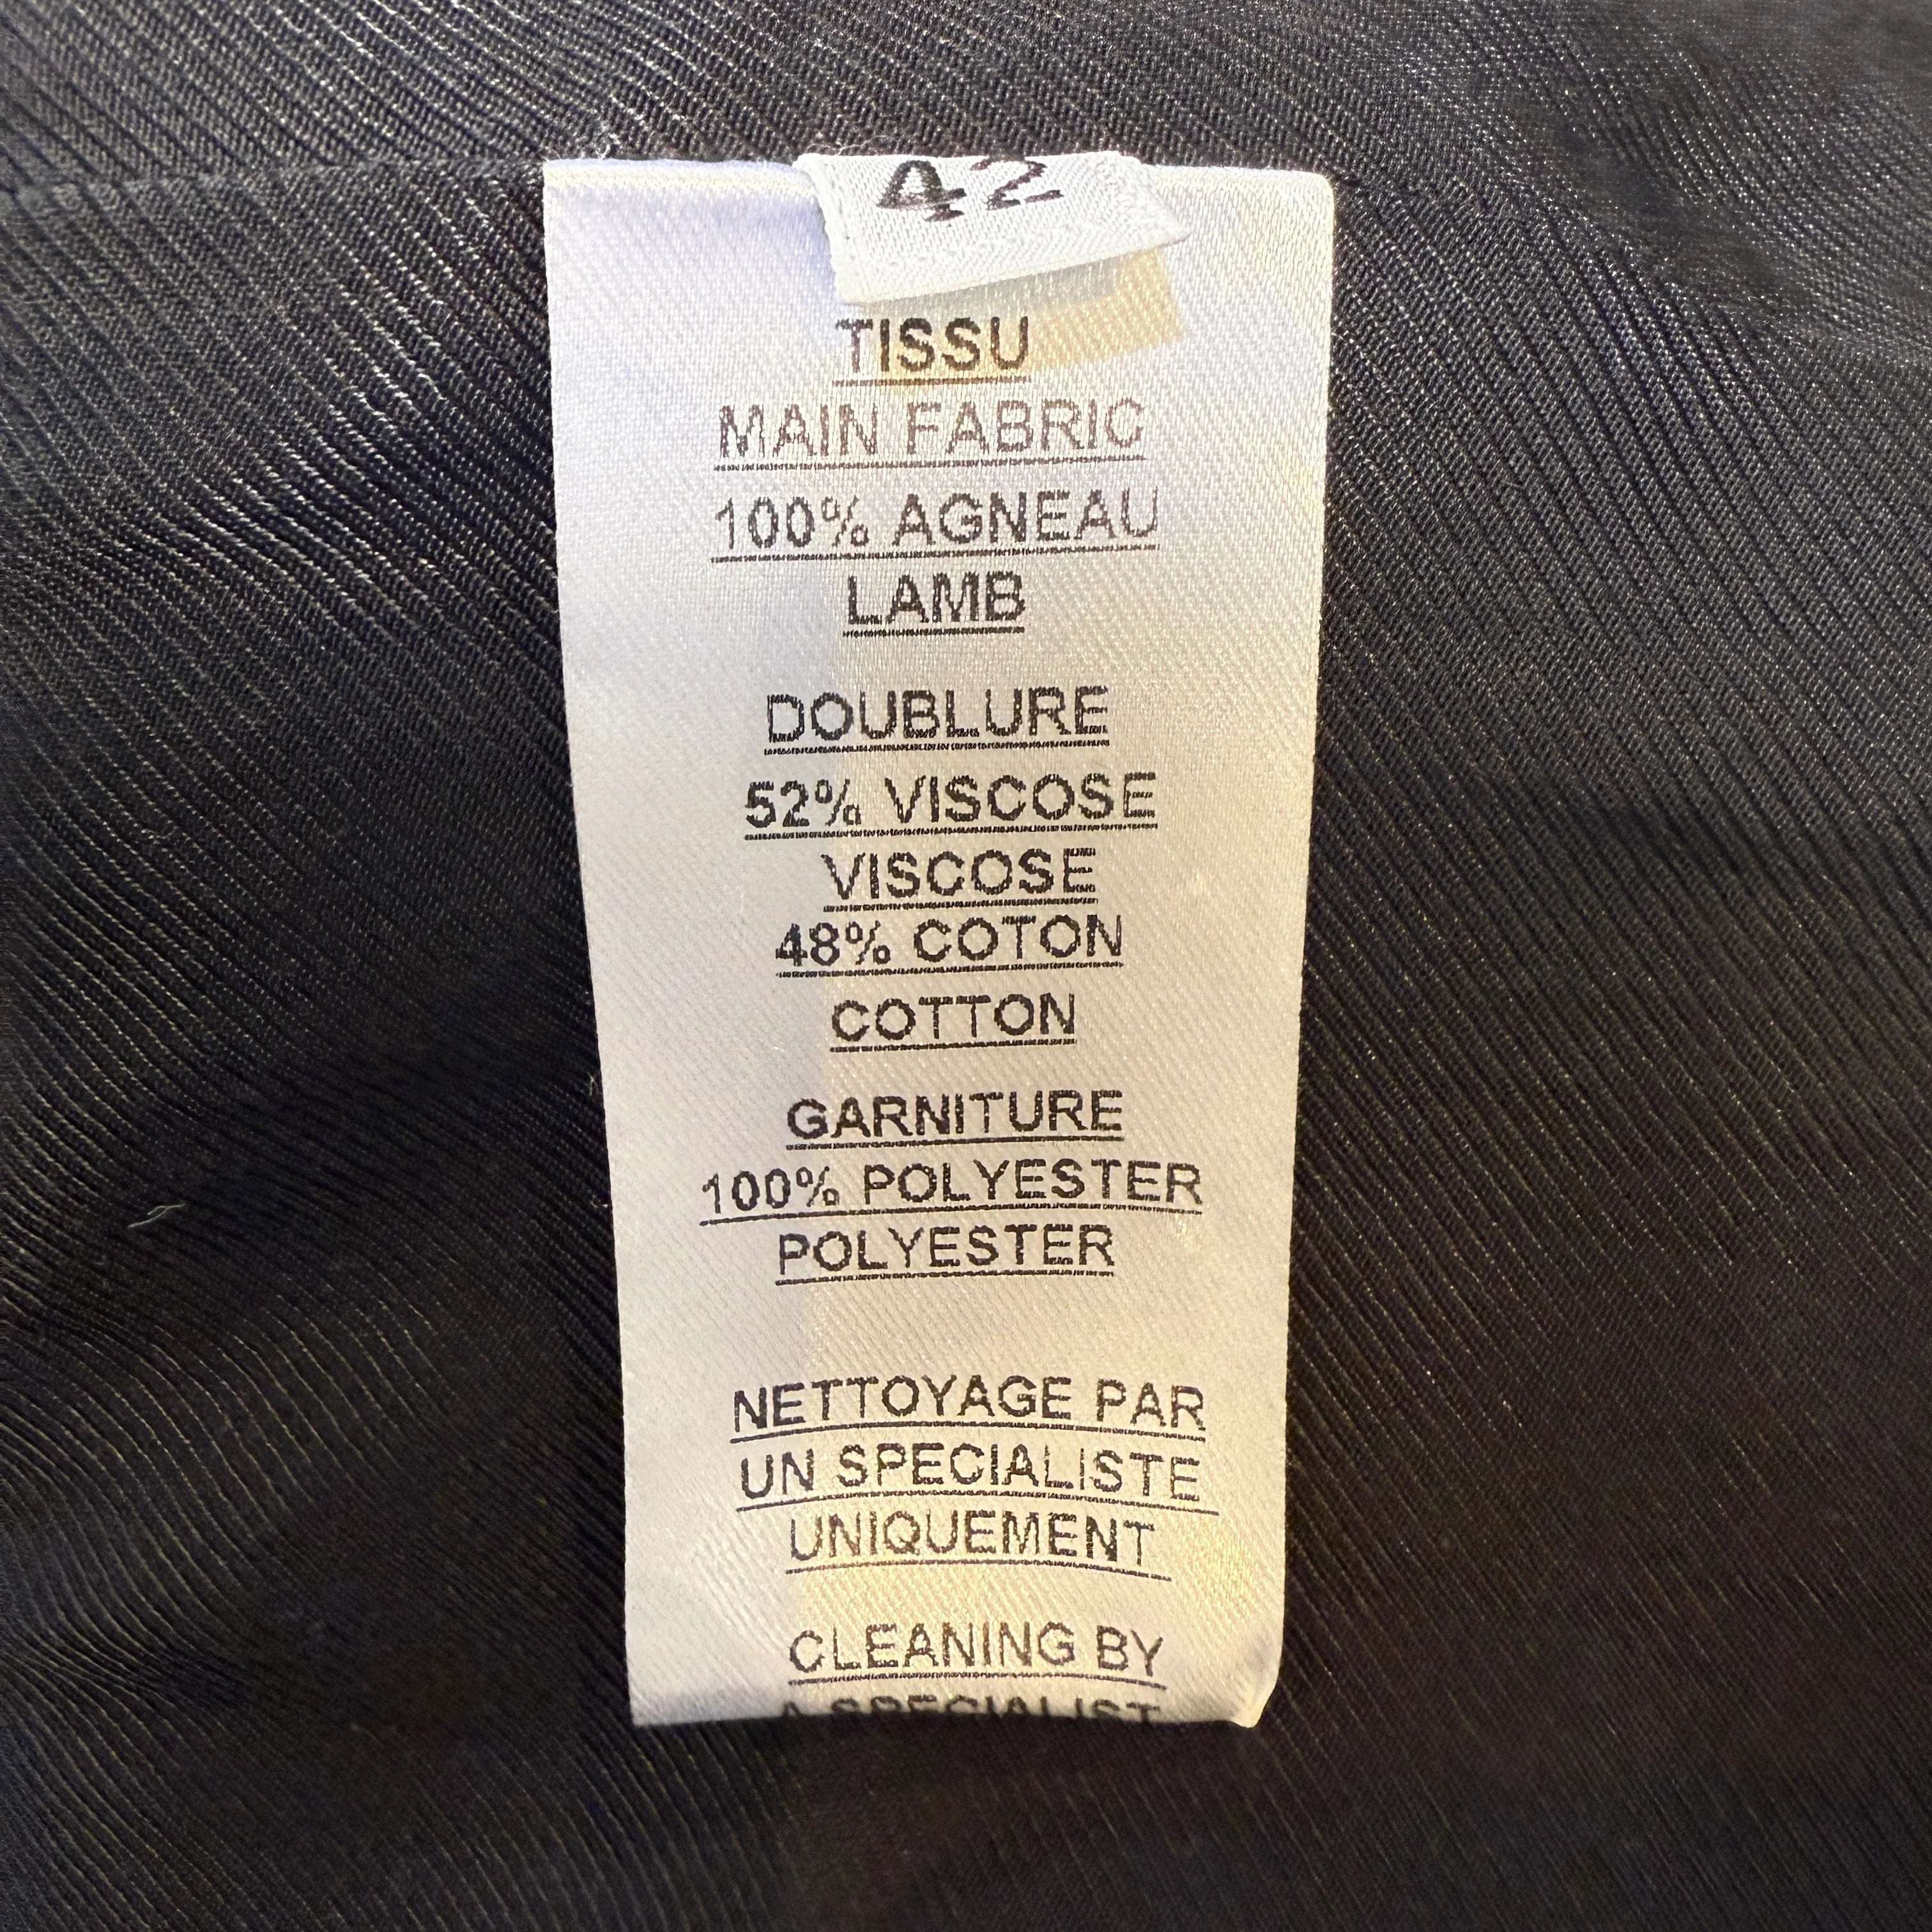 42
TISSU
MAIN FABRIC
100% AGNEAU
LAMB
DOUBLURE
52% VISCOSE
VISCOSE
48% COTON
COTTON
GARNITURE
100% POLYESTER
POLYESTER
NETTOYAGE PAR
UN SPECIALISTE
UNIQUEMENT
CLEANING BY
A SPECIALIST